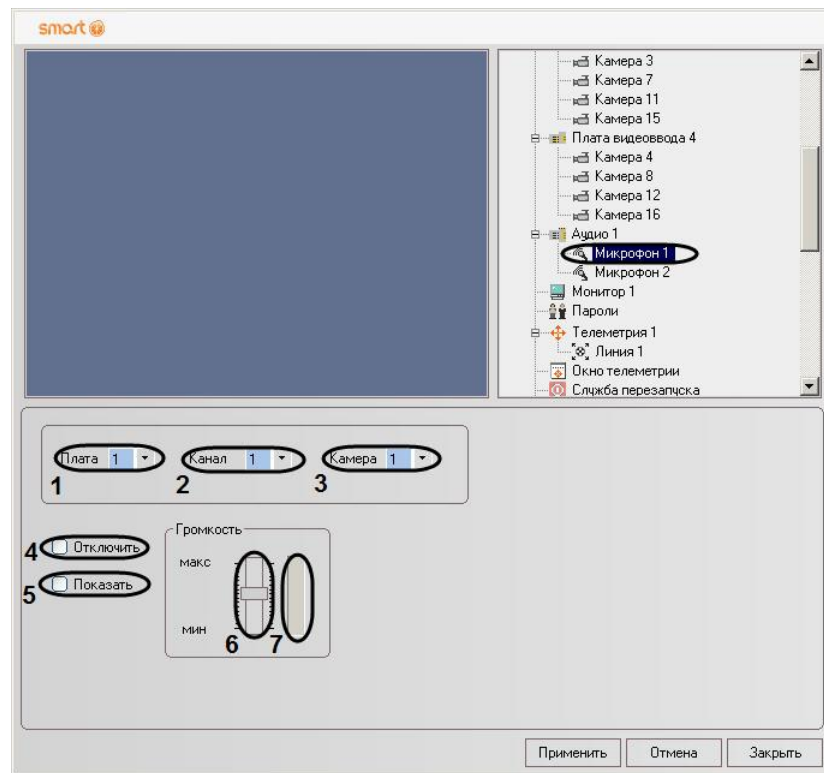 smart
Камера 3
Камера 7
Камера 11
Камера 15
Плата видеоввода 4
Камера 4
Камера 8
Камера 12
Камера 16
Аудио 1
Микрофон 1
Микрофон 2
Монитор 1
Пароли
Телеметрия 1
Линия 1
Окно телеметрии
Служба перезапуска
Плата 1 Канал 1 Камера 1
1 2 3
4 Отключить
5 Показать
Громкость
макс
мин
6 7
Применить Отмена Закрыть